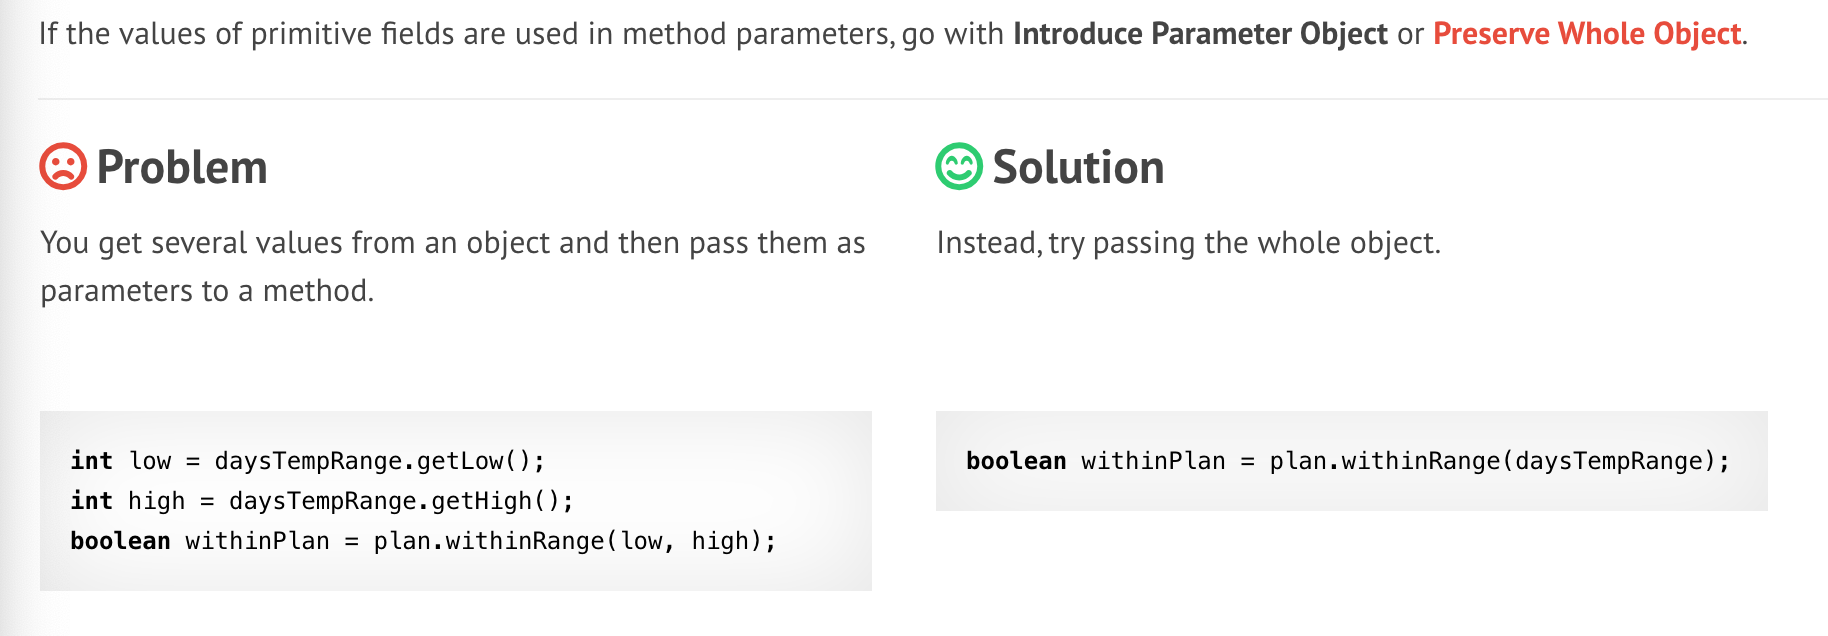 If the values of primitive fields are used in method parameters, go with Introduce Parameter Object or Preserve Whole Object.
Problem
You get several values from an object and then pass them as
parameters to a method.
int low = daysTempRange.getLow();
int high = daysTempRange.getHigh();
boolean withinPlan = plan.withinRange(low, high);
Solution
Instead, try passing the whole object.
boolean withinPlan = plan.withinRange(daysTempRange);